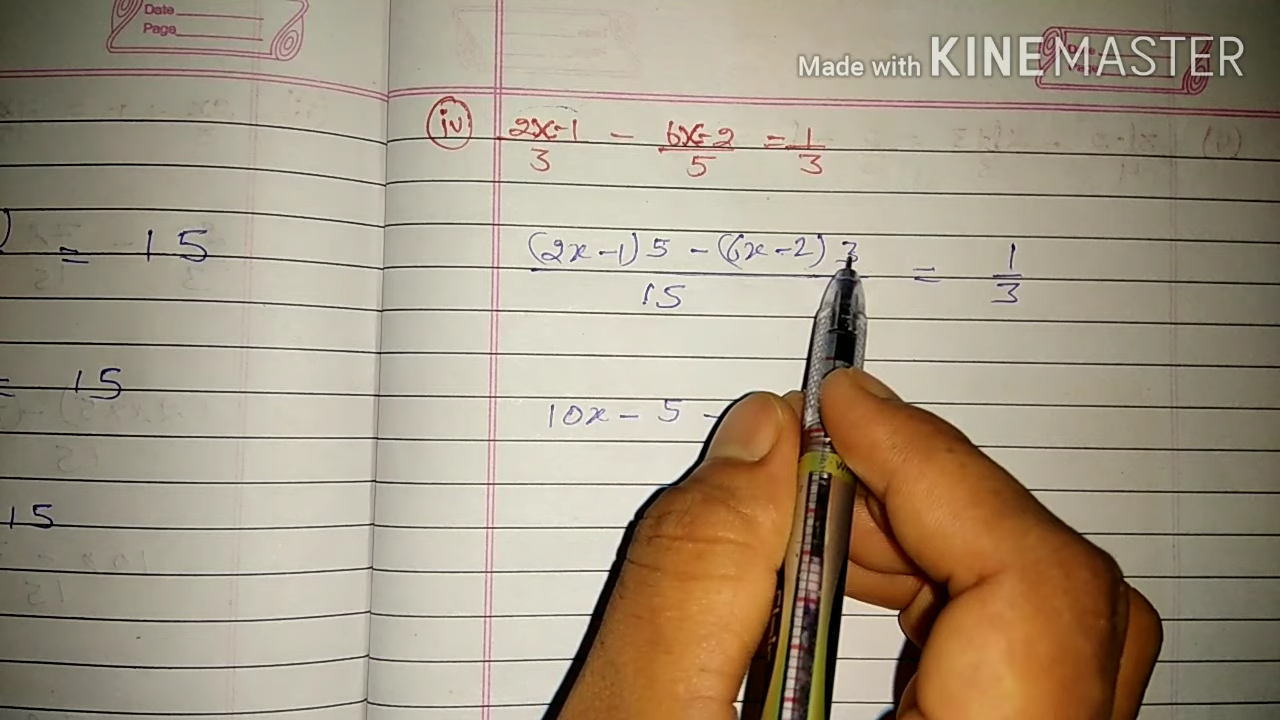 Date
Page
Made with KINEMASTER
(iv) 2x-1/3 - 6x-2/5 = 1/3
= 15
(2x-1)5 - (6x-2)3/15 = 1/3
= 15
10x - 5 -
15